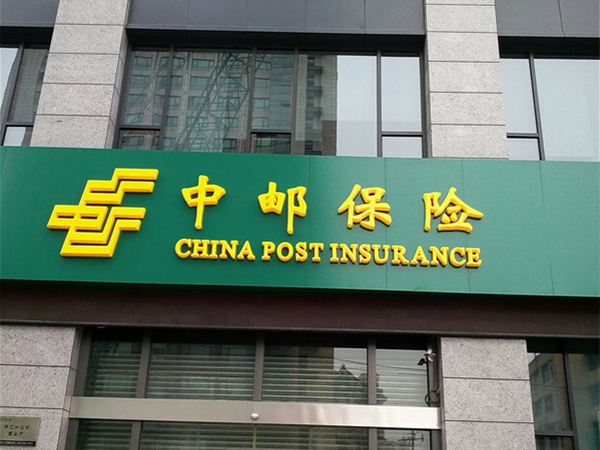 中邮保险
CHINA POST INSURANCE